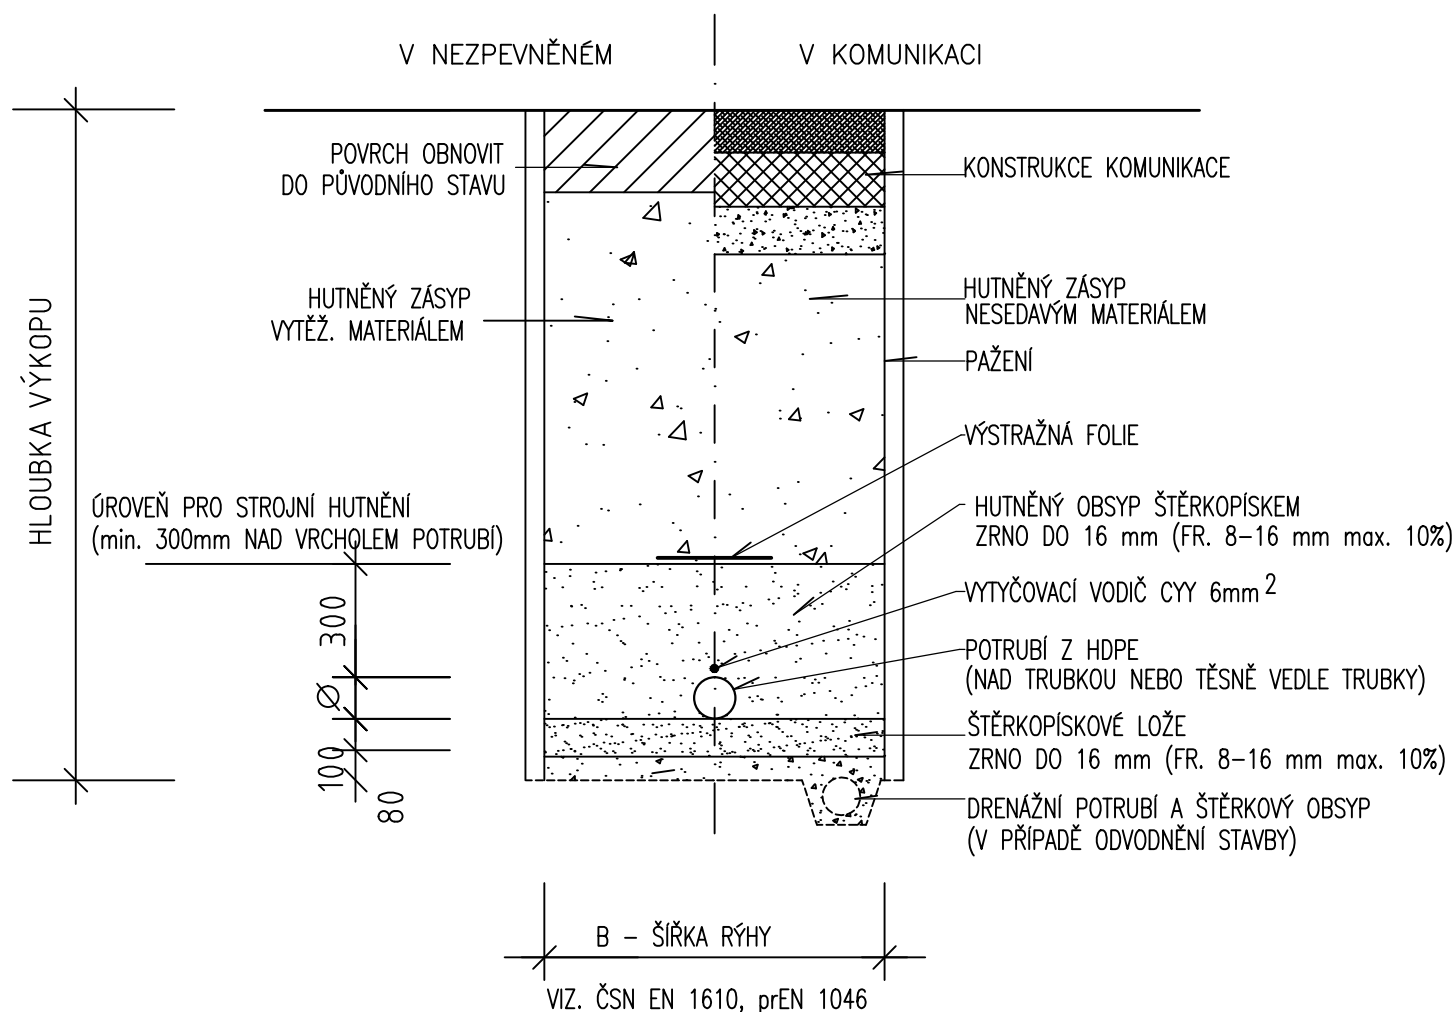 V NEZPEVNĚNÉM
V KOMUNIKACI
POVRCH OBNOVIT
DO PŮVODNÍHO STAVU
KONSTRUKCE KOMUNIKACE
HUTNĚNÝ ZÁSYP
VYTĚŽ. MATERIÁLEM
HUTNĚNÝ ZÁSYP
NESEDAVÝM MATERIÁLEM
PAŽENÍ
HLOUBKA VÝKOPU
VÝSTRAŽNÁ FOLIE
ÚROVEŇ PRO STROJNÍ HUTNĚNÍ
(min. 300mm NAD VRCHOLEM POTRUBÍ)
HUTNĚNÝ OBSYP ŠTĚRKOPÍSKEM
ZRNO DO 16 mm (FR. 8-16 mm max. 10%)
VYTYČOVACÍ VODIČ CYY 6mm²
300
POTRUBÍ Z HDPE
(NAD TRUBKOU NEBO TĚSNĚ VEDLE TRUBKY)
Ø
ŠTĚRKOPÍSKOVÉ LOŽE
ZRNO DO 16 mm (FR. 8-16 mm max. 10%)
100
80
DRENÁŽNÍ POTRUBÍ A ŠTĚRKOVÝ OBSYP
(V PŘÍPADĚ ODVODNĚNÍ STAVBY)
B - ŠÍŘKA RÝHY
VIZ. ČSN EN 1610, prEN 1046